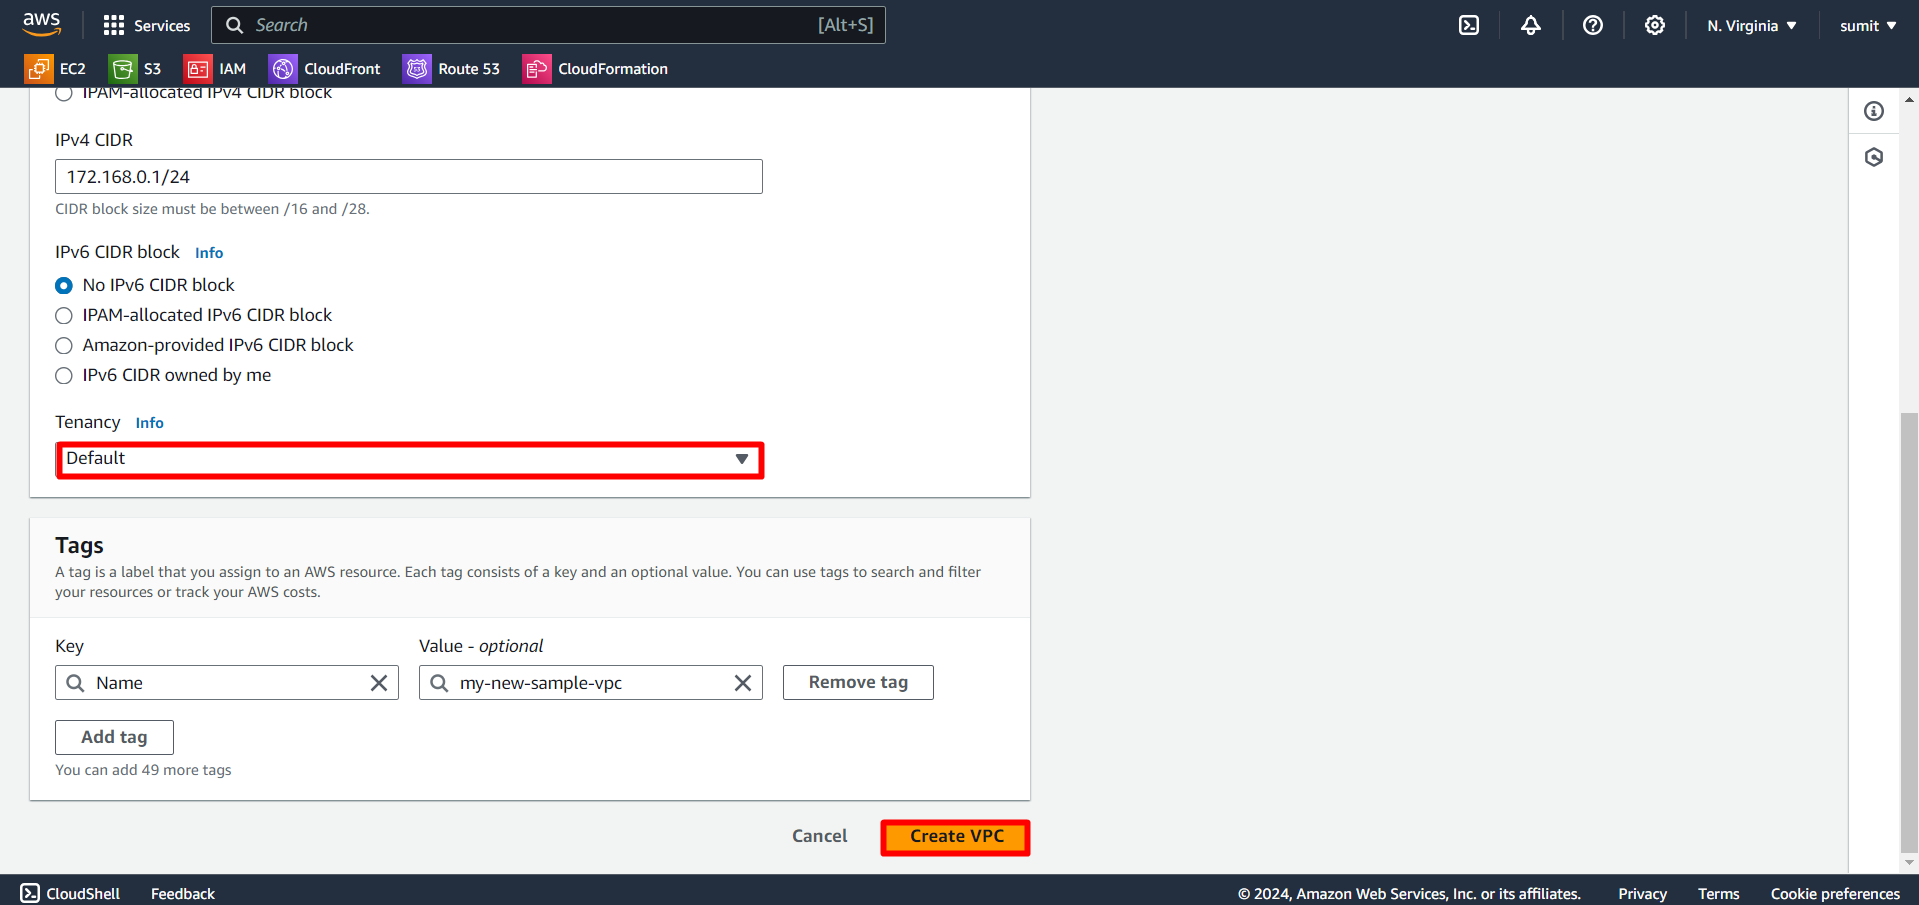 aws
Services
Search
[Alt+S]
N. Virginia
sumit
EC2
S3
IAM
CloudFront
53
Route 53
CloudFormation
IPAM-allocated IPv4 CIDR block
IPv4 CIDR
172.168.0.1/24
CIDR block size must be between /16 and /28.
IPv6 CIDR block Info
No IPv6 CIDR block
IPAM-allocated IPv6 CIDR block
Amazon-provided IPv6 CIDR block
IPv6 CIDR owned by me
Tenancy Info
Default
Tags
A tag is a label that you assign to an AWS resource. Each tag consists of a key and an optional value. You can use tags to search and filter
your resources or track your AWS costs.
Key
Value - optional
Name
my-new-sample-vpc
Remove tag
Add tag
You can add 49 more tags
Cancel
Create VPC
CloudShell
Feedback
© 2024, Amazon Web Services, Inc. or its affiliates.
Privacy
Terms
Cookie preferences